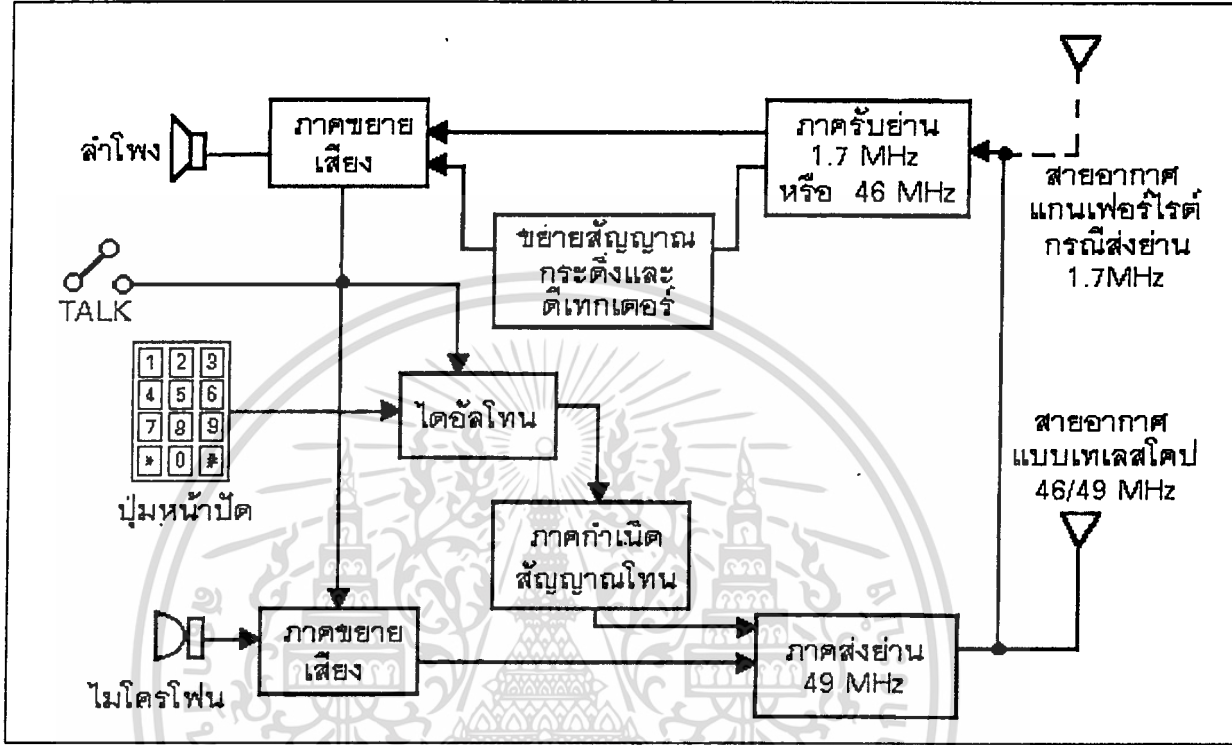 ลำโพง
ภาคขยาย
เสียง
ภาครับย่าน
1.7 MHz
หรือ 46 MHz
สายอากาศ
แกนเฟอร์ไรต์
กรณีส่งย่าน
1.7MHz
ขยายสัญญาณ
กระดิ่งและ
ดีเทกเตอร์
TALK
1 2 3
4 5 6
7 8 9
* 0 #
ปุ่มหน้าปัด
ไดอัลโทน
สายอากาศ
แบบเทเลสโคป
46/49 MHz
ภาคกำเนิด
สัญญาณโทน
ไมโครโฟน
ภาคขยาย
เสียง
ภาคส่งย่าน
49 MHz